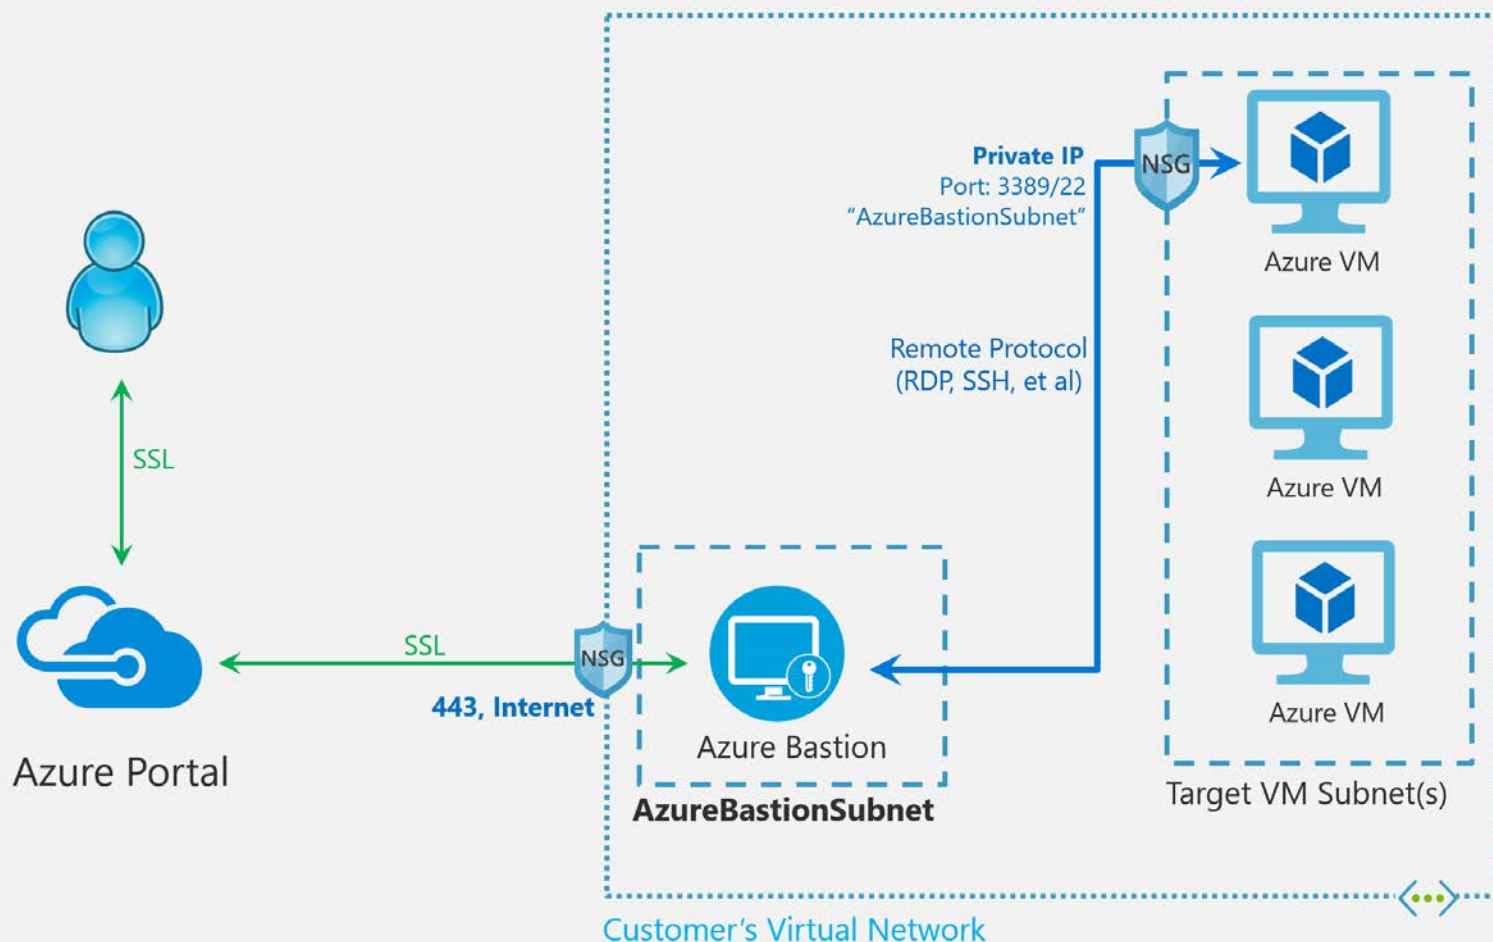 Private IP
Port: 3389/22
“AzureBastionSubnet”
NSG
Azure VM
Remote Protocol
(RDP, SSH, et al)
Azure VM
SSL
SSL
NSG
443, Internet
Azure Portal
Azure Bastion
AzureBastionSubnet
Azure VM
Target VM Subnet(s)
Customer's Virtual Network